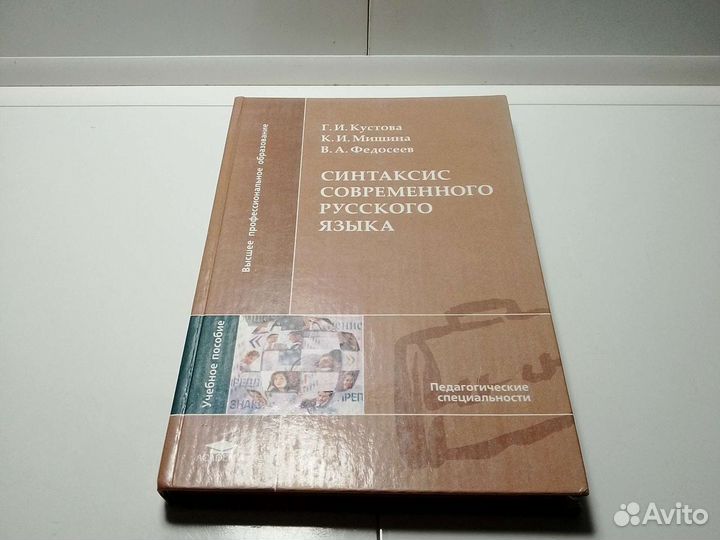 Г. И. Кустова
К. И. Мишина
В. А. Федосеев
СИНТАКСИС
СОВРЕМЕННОГО
РУССКОГО
ЯЗЫКА
Высшее профессиональное образование
Учебное пособие
Педагогические
специальности
Avito